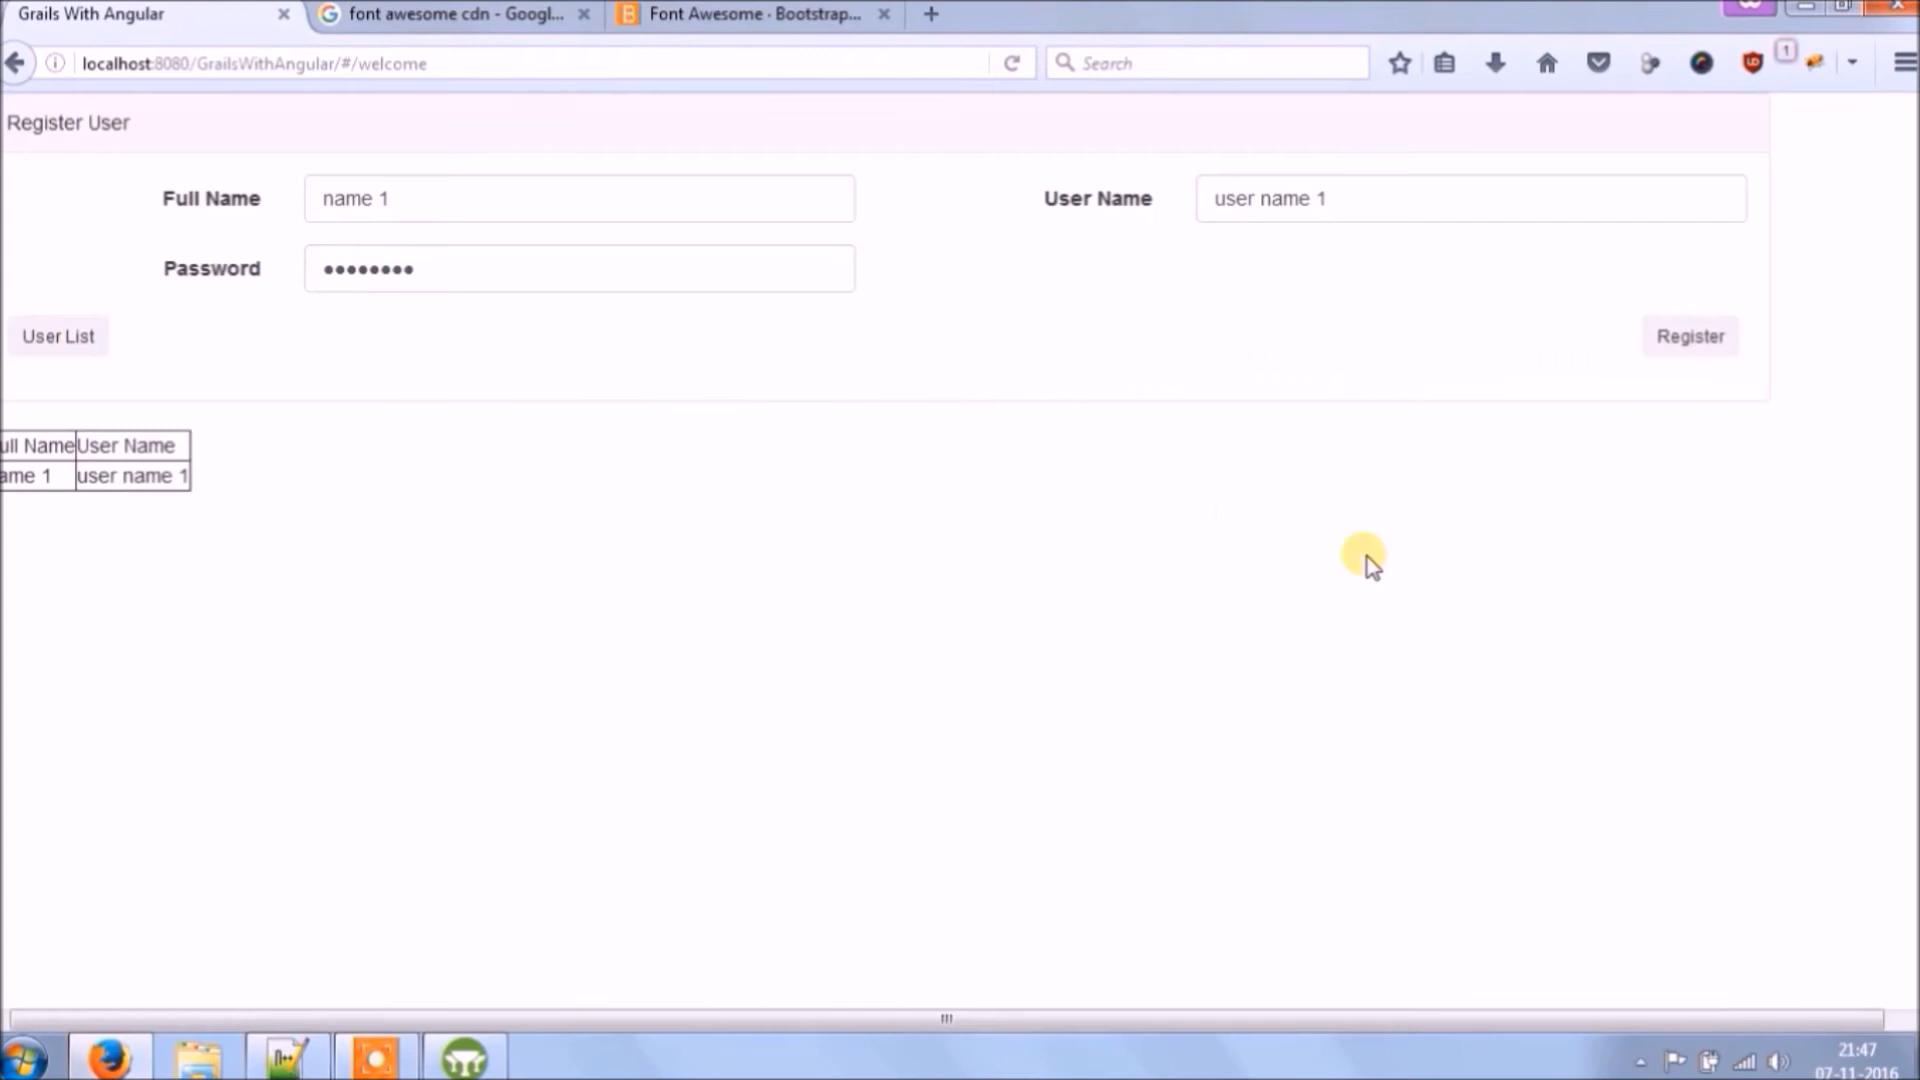 Grails With Angular
font awesome cdn - Googl...
Font Awesome · Bootstrap...
localhost:8080/GrailsWithAngular/#/welcome
Search
1
Register User
Full Name
name 1
User Name
user name 1
Password
User List
Register
ull Name
User Name
ame 1
user name 1
21:47
07-11-2016